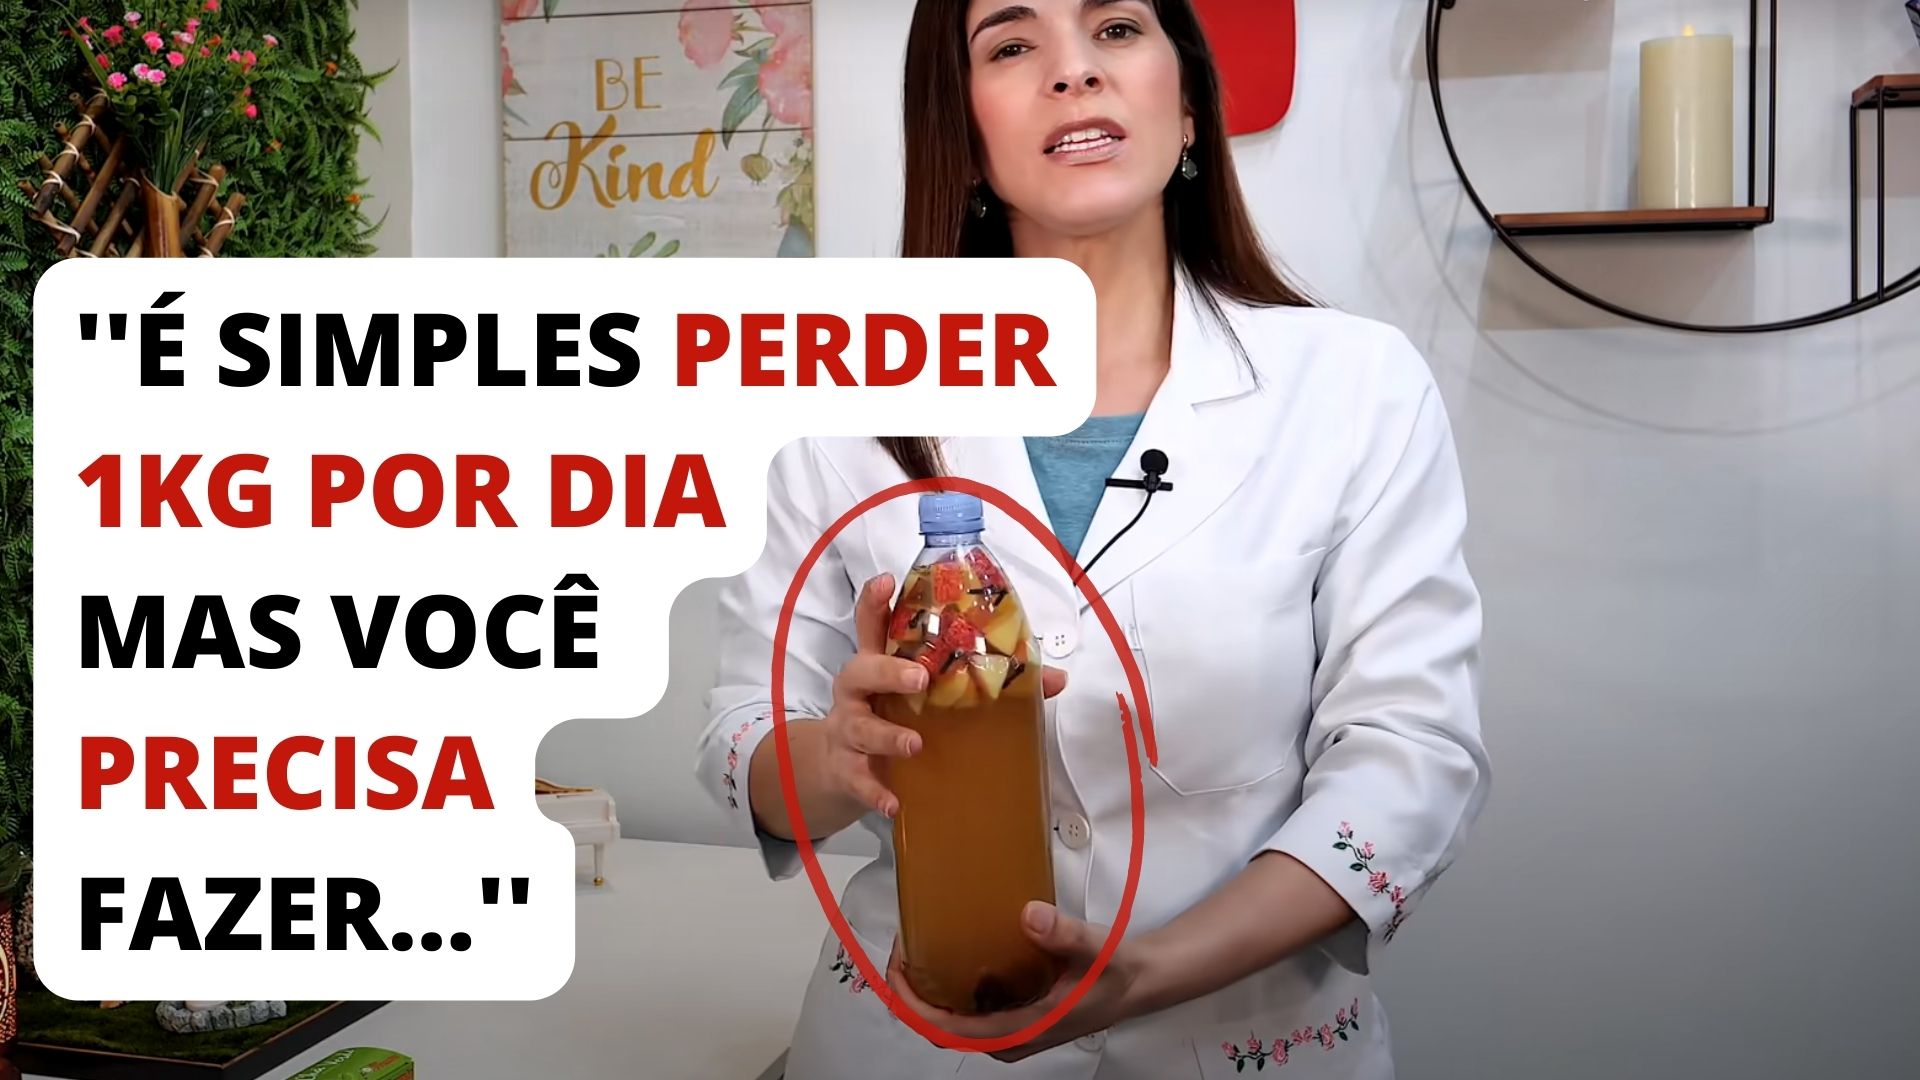 BE
Kind
"É SIMPLES PERDER
1KG POR DIA
MAS VOCÊ
PRECISA
FAZER..."